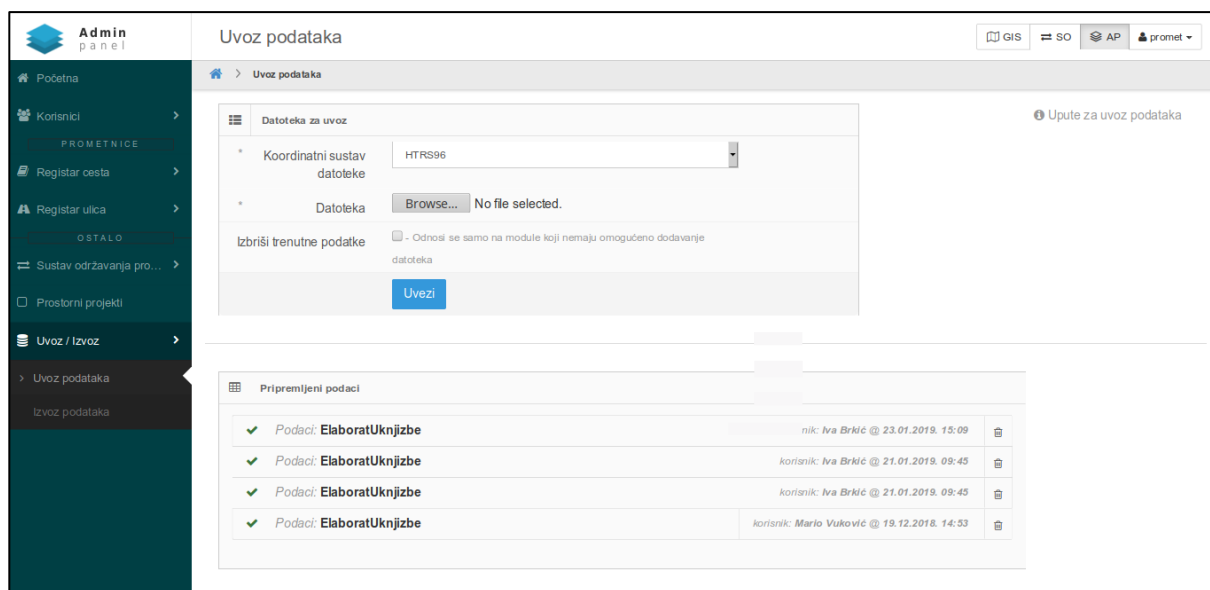 Admin
panel
Uvoz podataka
GIS
SO
AP
promet
Početna
Uvoz podataka
Korisnici
PROMETNICE
Registar cesta
Registar ulica
OSTALO
Sustav održavanja pro...
Prostorni projekti
Uvoz / Izvoz
Uvoz podataka
Izvoz podataka
Datoteka za uvoz
Upute za uvoz podataka
* Koordinatni sustav
datoteke
HTRS96
* Datoteka
Browse... No file selected.
Izbriši trenutne podatke
- Odnosi se samo na module koji nemaju omogućeno dodavanje
datoteka
Uvezi
Pripremljeni podaci
Podaci: ElaboratUknjizbe nik: Iva Brkić @ 23.01.2019. 15:09
Podaci: ElaboratUknjizbe korisnik: Iva Brkić @ 21.01.2019. 09:45
Podaci: ElaboratUknjizbe korisnik: Iva Brkić @ 21.01.2019. 09:45
Podaci: ElaboratUknjizbe korisnik: Mario Vuković @ 19.12.2018. 14:53